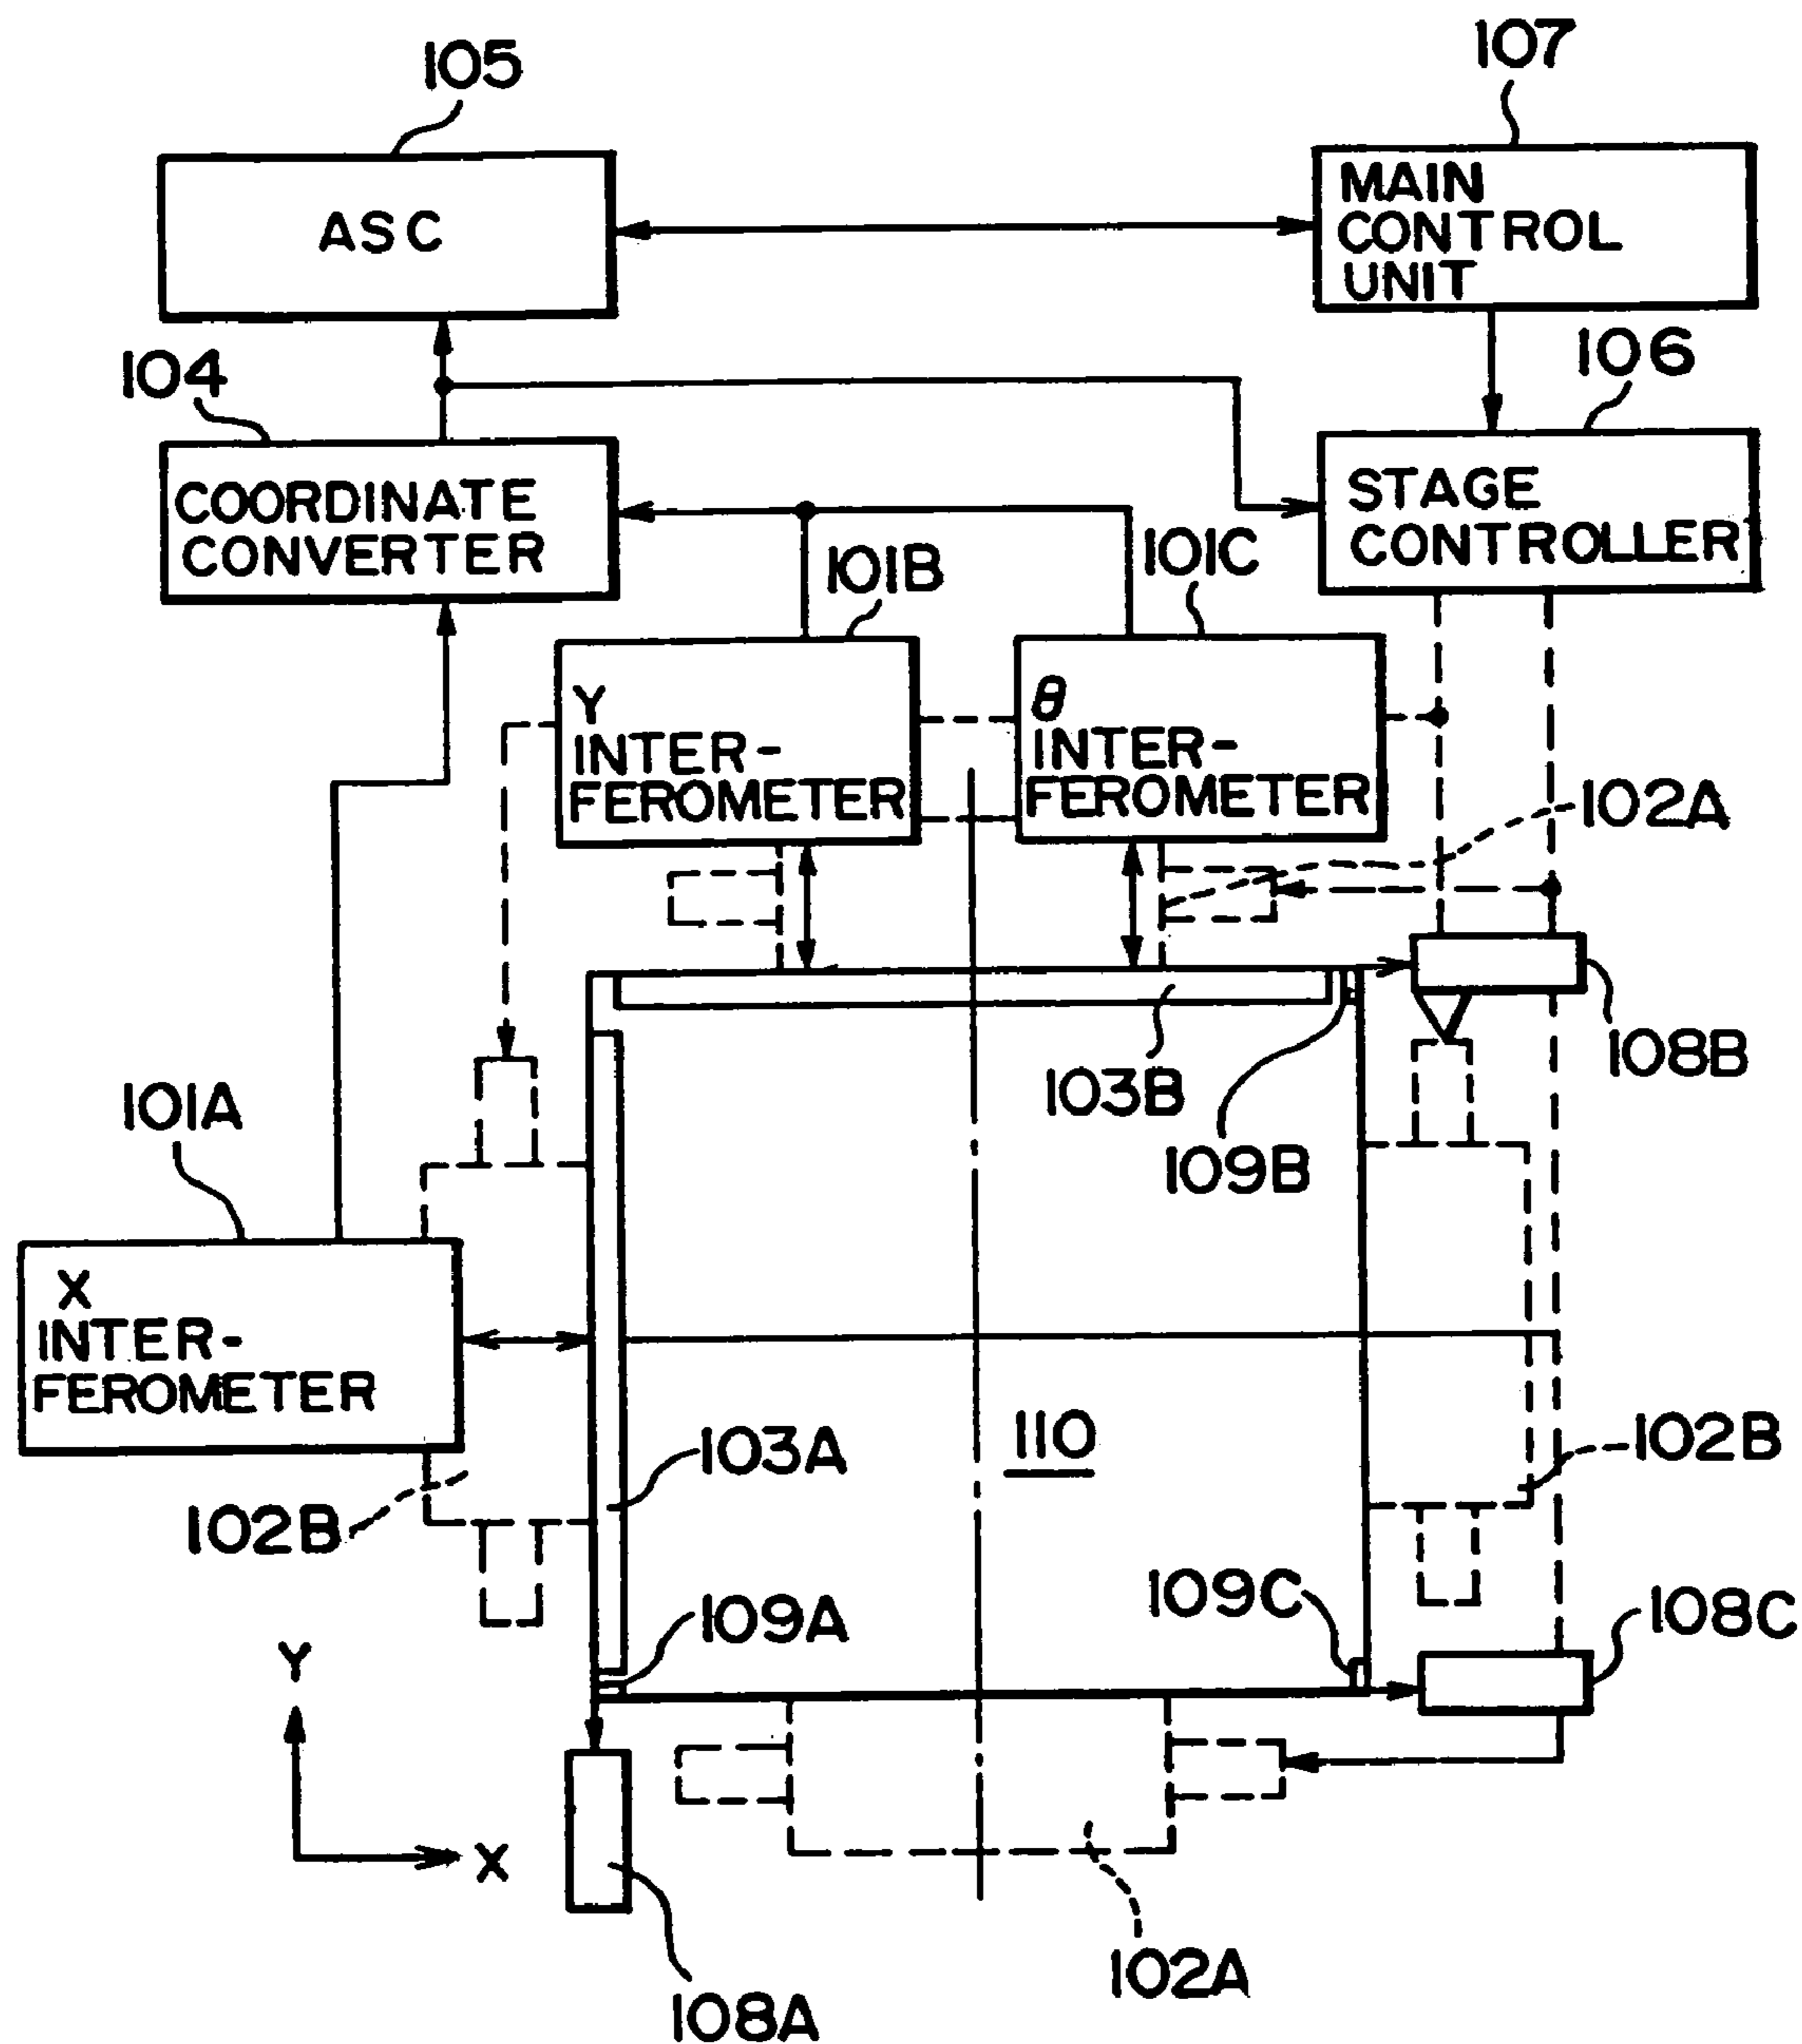 105
107
ASC
MAIN
CONTROL
UNIT
104
106
COORDINATE
CONVERTER
STAGE
CONTROLLER
101B
101C
Y
INTER-
FEROMETER
θ
INTER-
FEROMETER
102A
108B
103B
109B
101A
X
INTER-
FEROMETER
110
103A
102B
102B
109A
109C
108C
Y
X
102A
108A